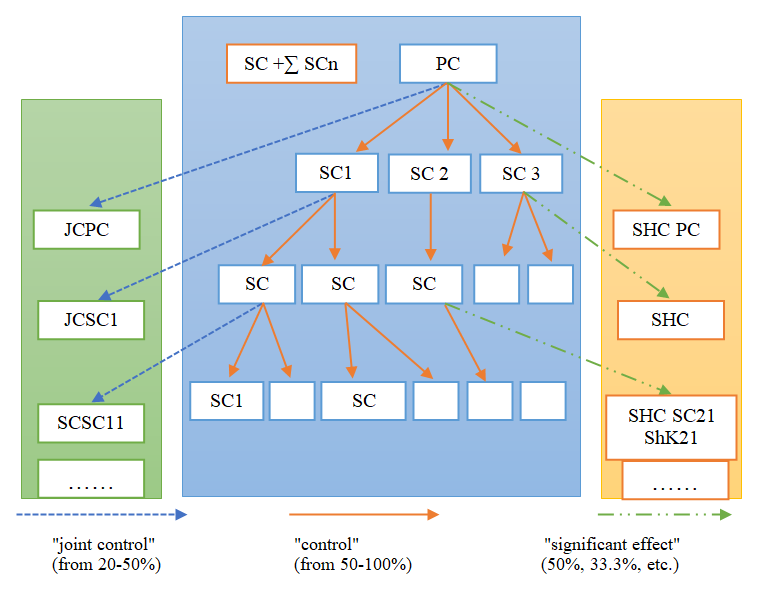 SC +∑ SCn
PC
SC1
SC 2
SC 3
JCPC
SHC PC
SC
SC
SC
JCSC1
SHC
SC1
SC
SCSC11
SHC SC21
ShK21
......
......
"joint control"
(from 20-50%)
"control"
(from 50-100%)
"significant effect"
(50%, 33.3%, etc.)